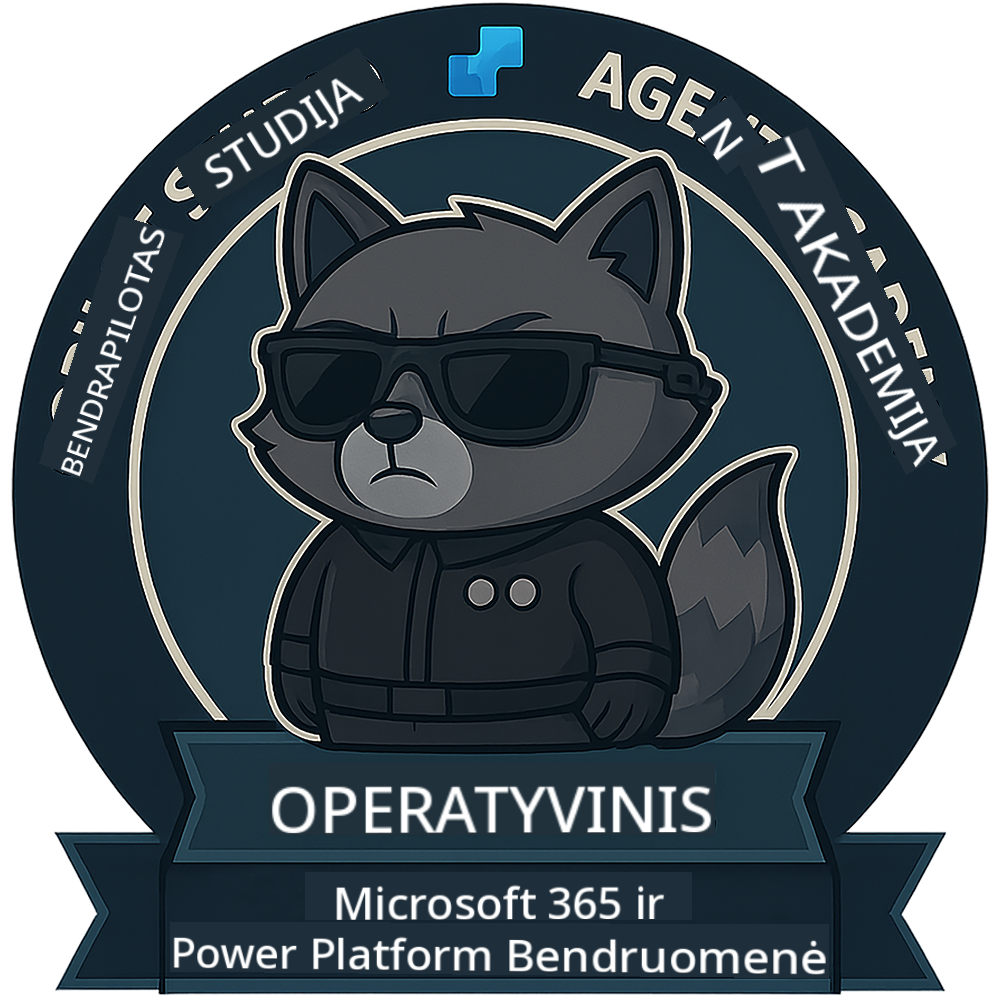 BENDRAPILOTAS STUDIJA
AGENT AKADEMIJA
OPERATYVINIS
Microsoft 365 ir
Power Platform Bendruomenė